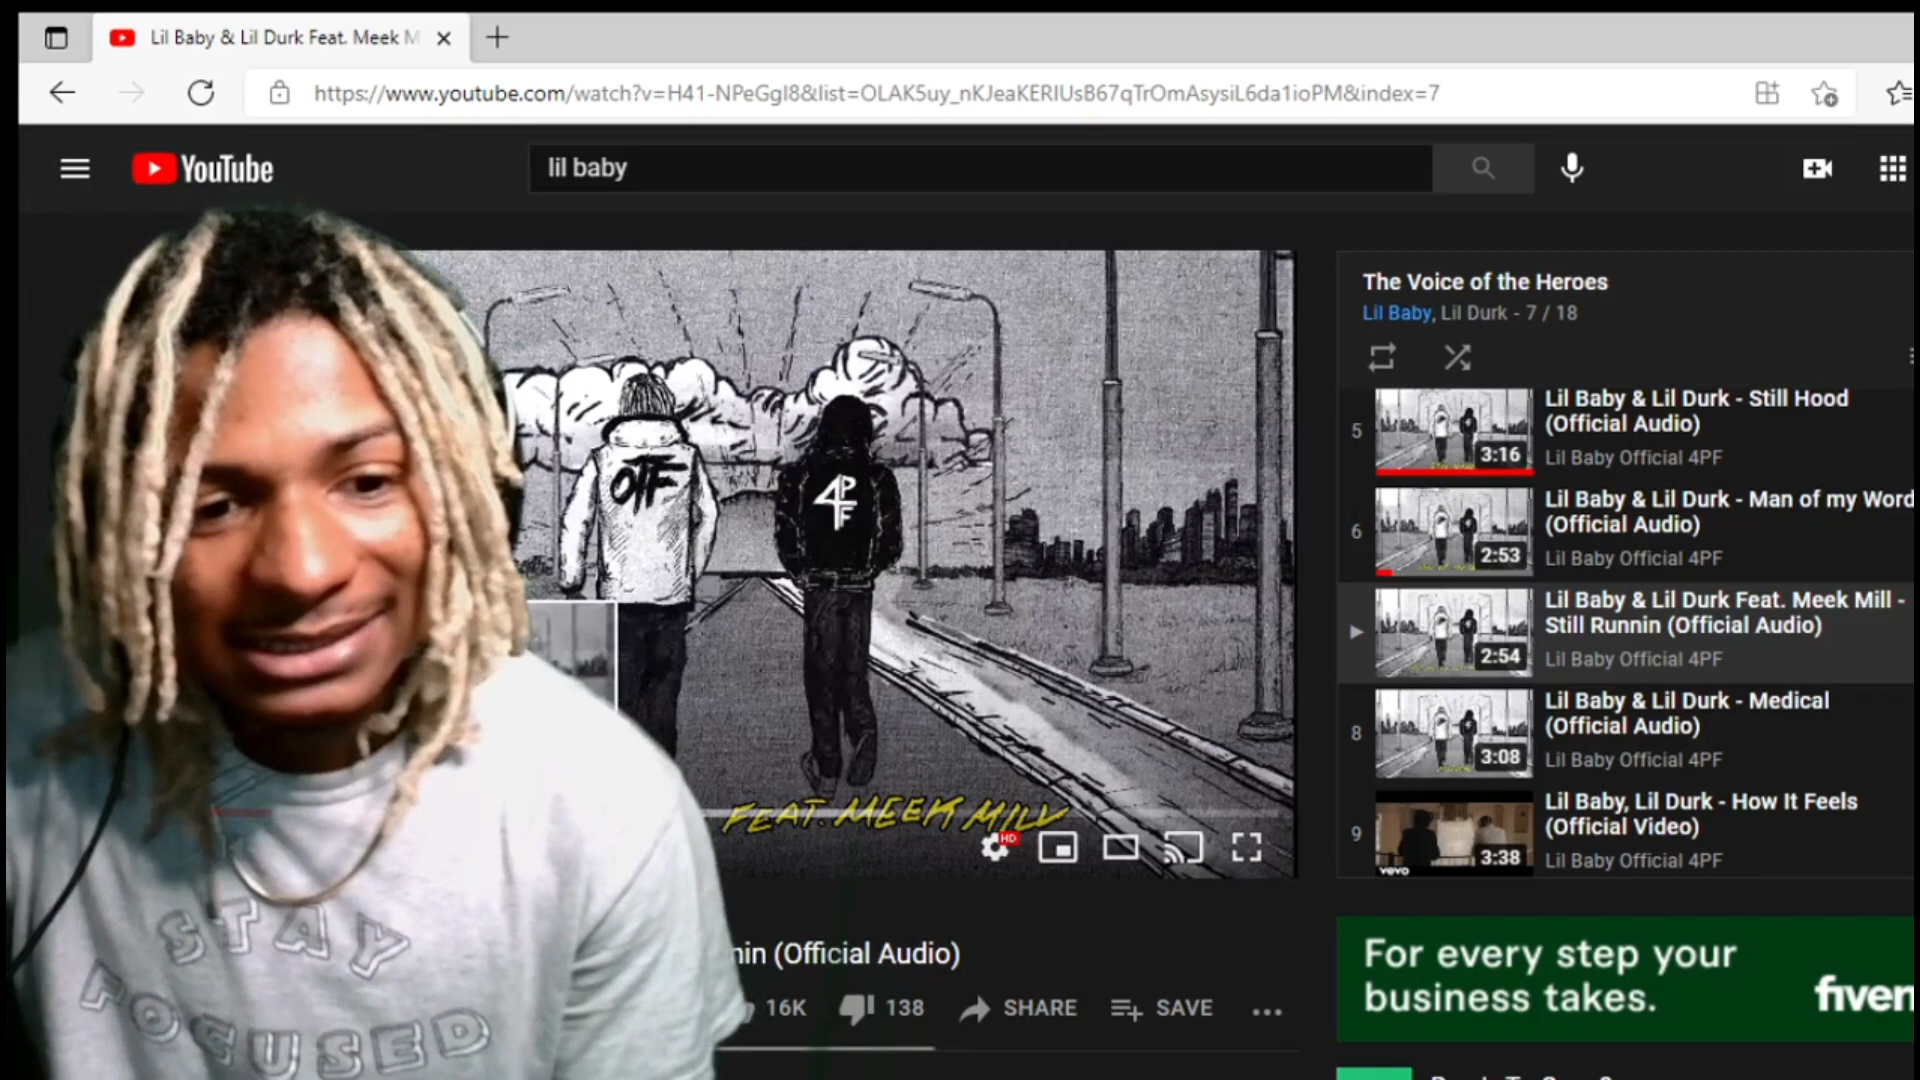 Lil Baby & Lil Durk Feat. Meek M
https://www.youtube.com/watch?v=H41-NPeGgI8&list=OLAK5uy_nKJeaKERIUsB67qTrOmAsysiL6da1ioPM&index=7
YouTube
lil baby
OTF
4PF
FEAT. MEEK MILL
HD
The Voice of the Heroes
Lil Baby, Lil Durk - 7 / 18
5
3:16
Lil Baby & Lil Durk - Still Hood
(Official Audio)
Lil Baby Official 4PF
6
2:53
Lil Baby & Lil Durk - Man of my Word
(Official Audio)
Lil Baby Official 4PF
2:54
Lil Baby & Lil Durk Feat. Meek Mill -
Still Runnin (Official Audio)
Lil Baby Official 4PF
8
3:08
Lil Baby & Lil Durk - Medical
(Official Audio)
Lil Baby Official 4PF
9
vevo
3:38
Lil Baby, Lil Durk - How It Feels
(Official Video)
Lil Baby Official 4PF
STAY
FOCUSED
nin (Official Audio)
16K
138
SHARE
SAVE
For every step your
business takes.
fiverr